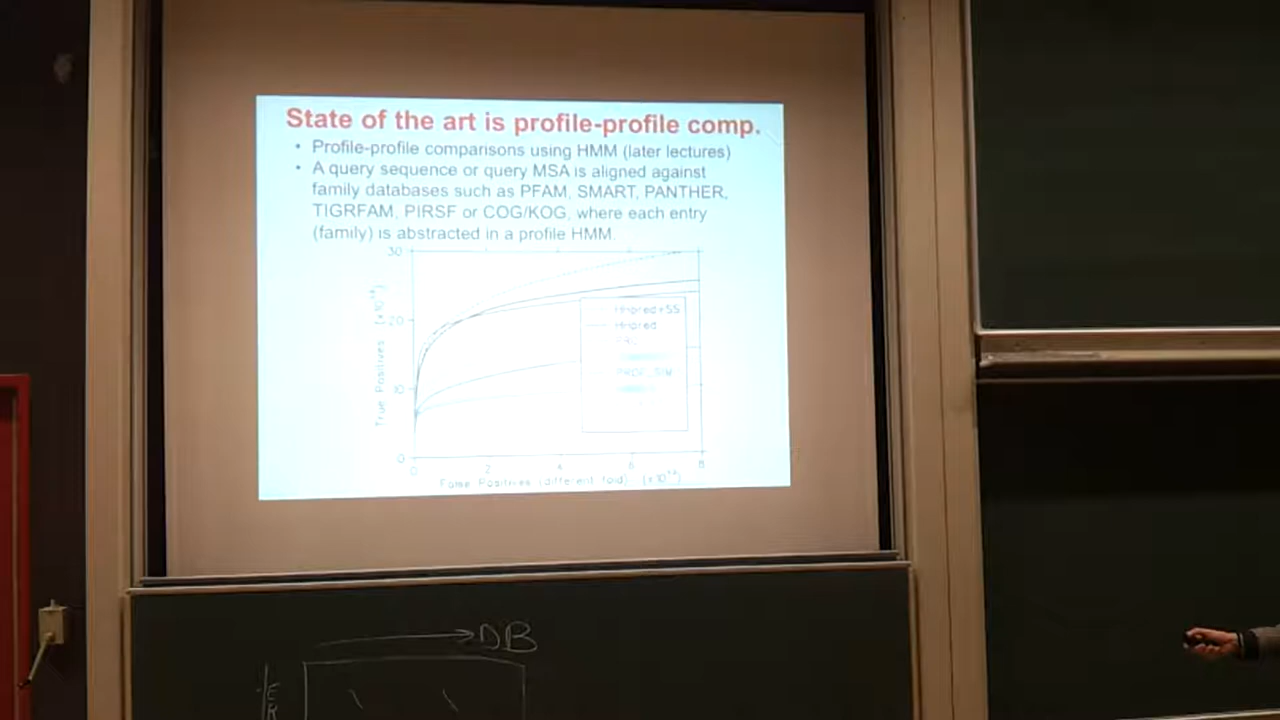 State of the art is profile-profile comp.
• Profile-profile comparisons using HMM (later lectures)
• A query sequence or query MSA is aligned against
family databases such as PFAM, SMART, PANTHER,
TIGRFAM, PIRSF or COG/KOG, where each entry
(family) is abstracted in a profile HMM.
30
20
10
0
True Positives
HHpred+SS
HHpred
PRC
PROF_SIM
0 2 4 6 8
False Positives (different fold)
DB